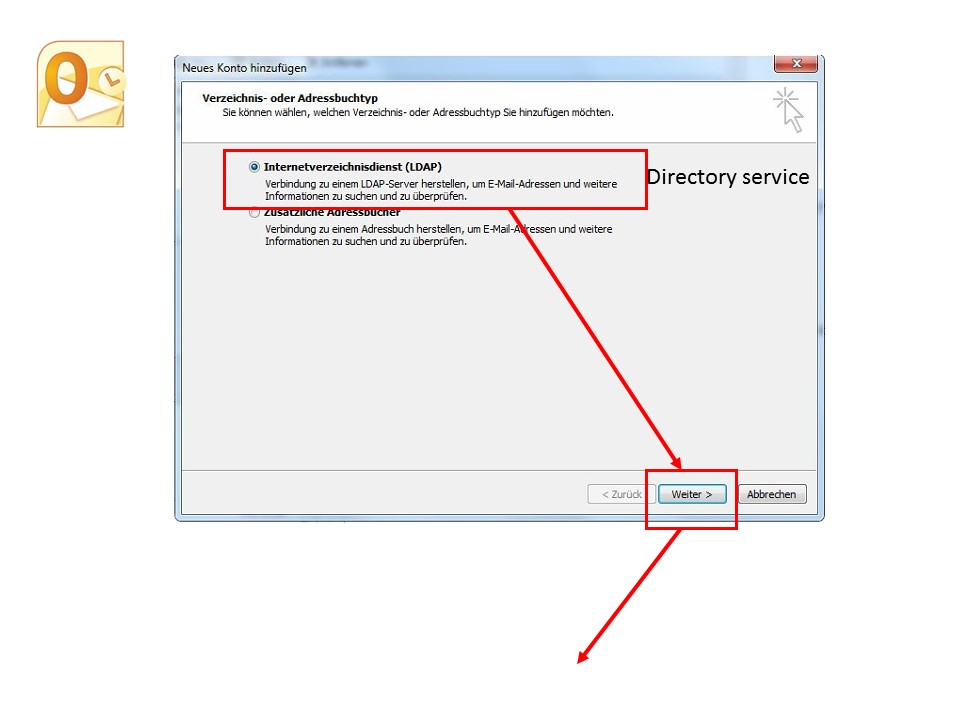 Neues Konto hinzufügen
Verzeichnis- oder Adressbuchtyp
Sie können wählen, welchen Verzeichnis- oder Adressbuchtyp Sie hinzufügen möchten.
Internetverzeichnisdienst (LDAP)
Verbindung zu einem LDAP-Server herstellen, um E-Mail-Adressen und weitere
Informationen zu suchen und zu überprüfen.
Directory service
Zusätzliche Adressbücher
Verbindung zu einem Adressbuch herstellen, um E-Mail-Adressen und weitere
Informationen zu suchen und zu überprüfen.
< Zurück
Weiter >
Abbrechen